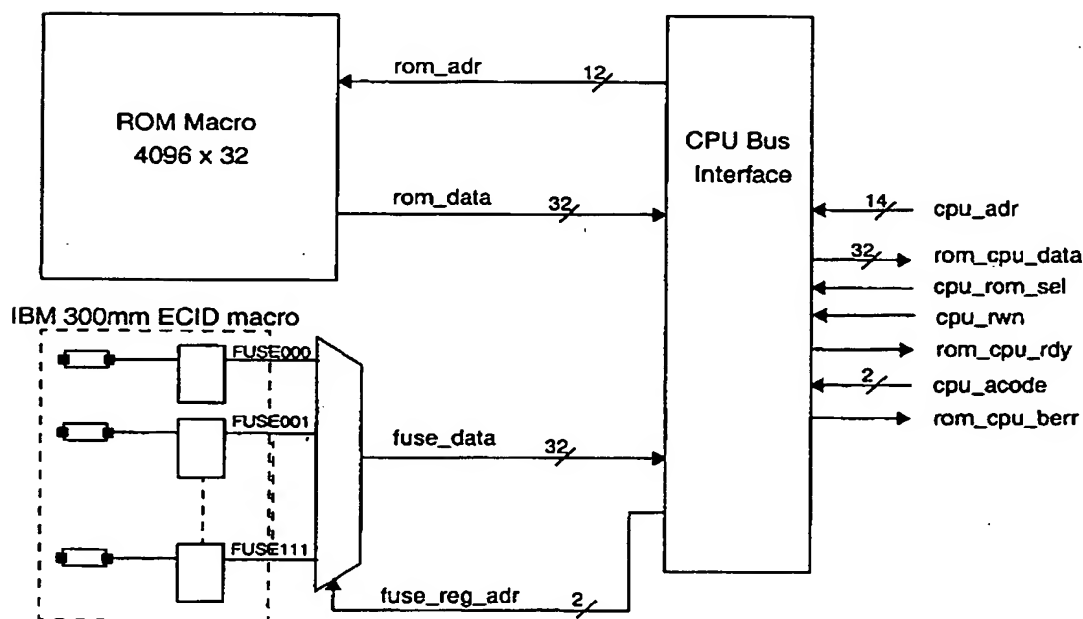 rom_adr
12
ROM Macro
4096 x 32
CPU Bus
Interface
rom_data
32
14
cpu_adr
32
rom_cpu_data
cpu_rom_sel
cpu_rwn
rom_cpu_rdy
2
cpu_acode
rom_cpu_berr
IBM 300mm ECID macro
FUSE000
FUSE001
fuse_data
32
FUSE111
fuse_reg_adr
2